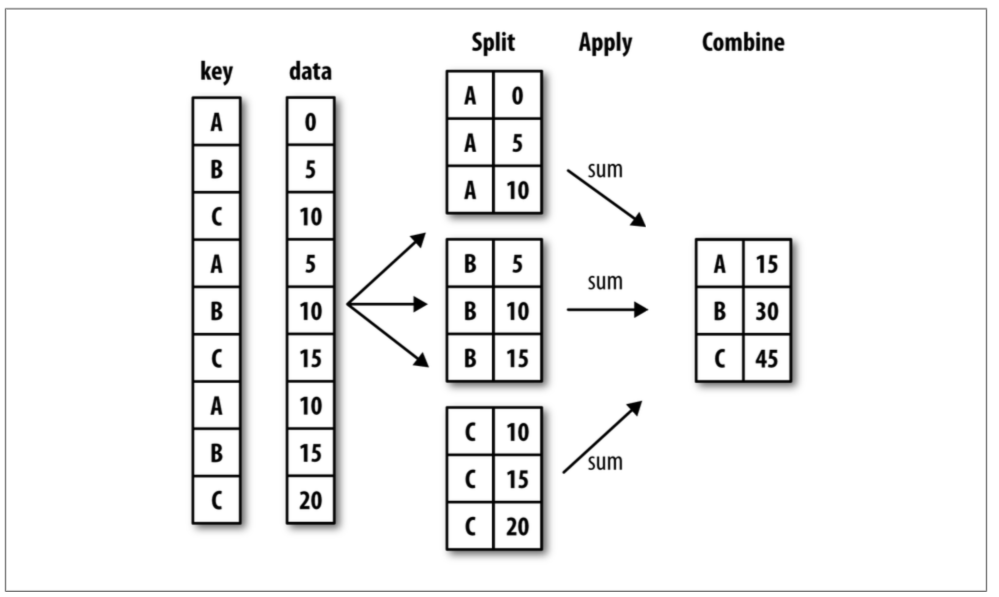 Split Apply Combine
key data
A 0
B 5
C 10
A 5
B 10
C 15
A 10
B 15
C 20
A 0
A 5
A 10
B 5
B 10
B 15
C 10
C 15
C 20
sum
sum
sum
A 15
B 30
C 45